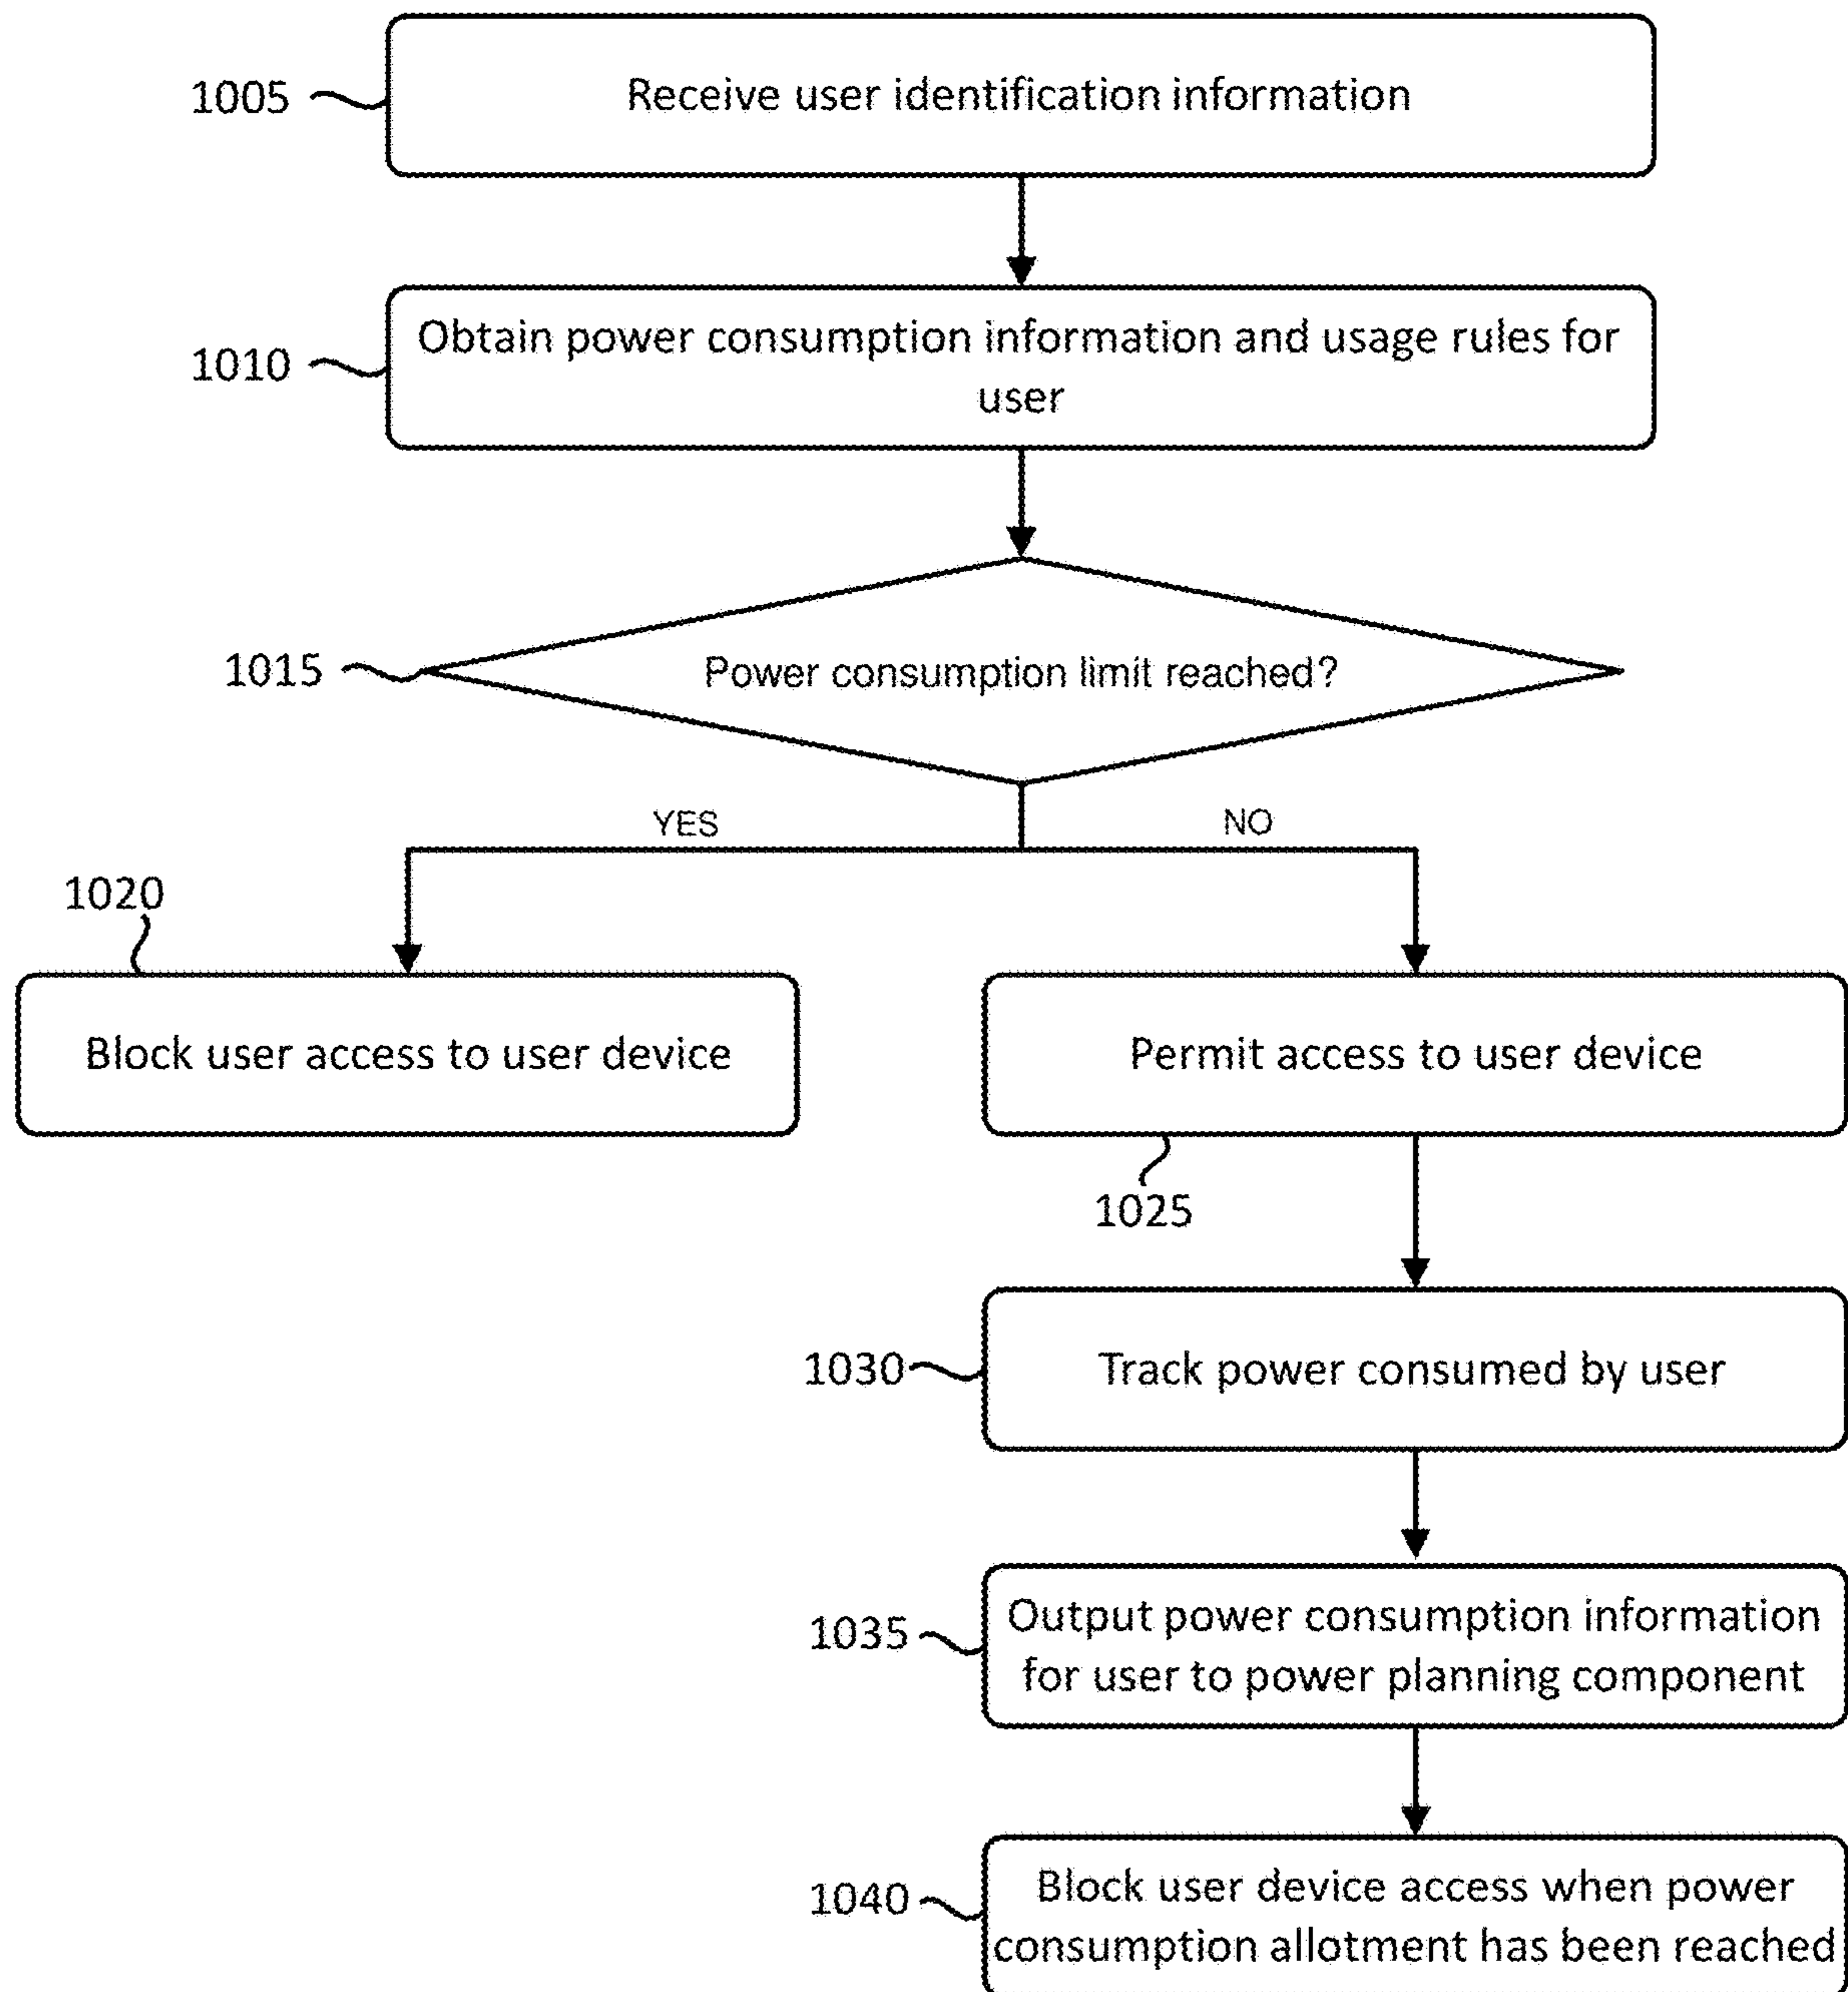 1005
Receive user identification information
1010
Obtain power consumption information and usage rules for
user
1015
Power consumption limit reached?
YES
NO
1020
Block user access to user device
Permit access to user device
1025
1030
Track power consumed by user
1035
Output power consumption information
for user to power planning component
1040
Block user device access when power
consumption allotment has been reached